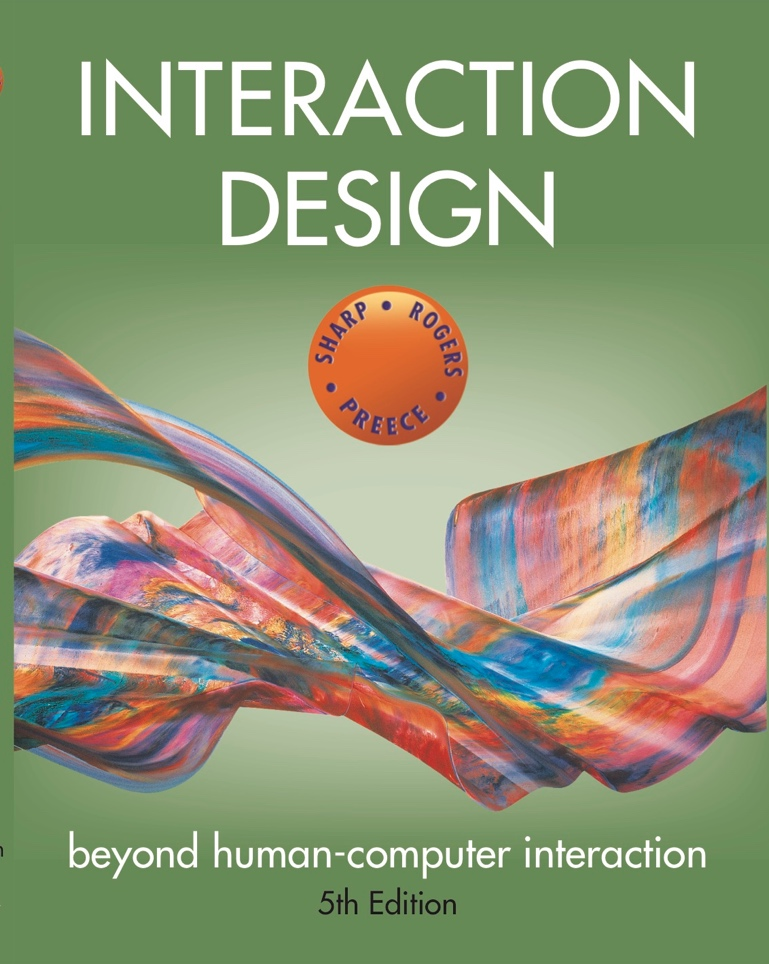 INTERACTION
DESIGN
SHARP • ROGERS • PREECE •
beyond human-computer interaction
5th Edition